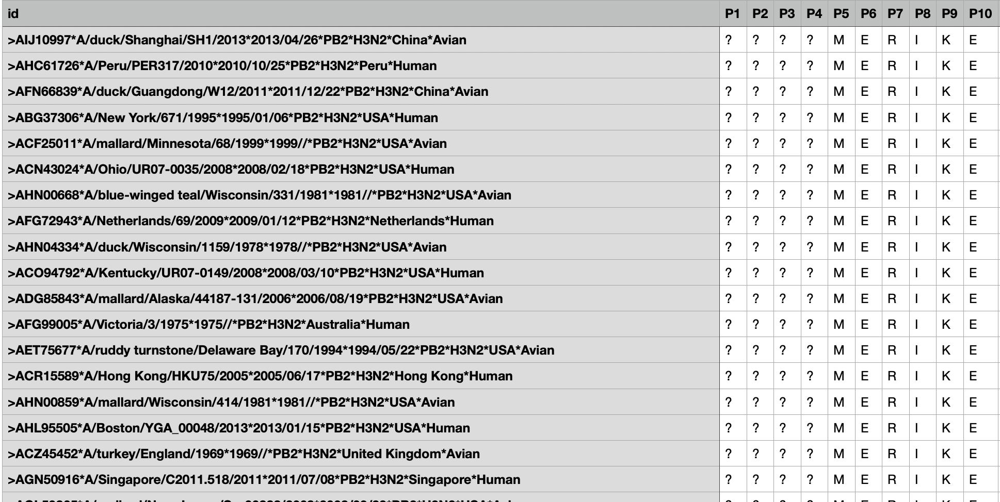 id P1 P2 P3 P4 P5 P6 P7 P8 P9 P10
>AIJ10997*A/duck/Shanghai/SH1/2013*2013/04/26*PB2*H3N2*China*Avian ? ? ? ? M E R I K E
>AHC61726*A/Peru/PER317/2010*2010/10/25*PB2*H3N2*Peru*Human ? ? ? ? M E R I K E
>AFN66839*A/duck/Guangdong/W12/2011*2011/12/22*PB2*H3N2*China*Avian ? ? ? ? M E R I K E
>ABG37306*A/New York/671/1995*1995/01/06*PB2*H3N2*USA*Human ? ? ? ? M E R I K E
>ACF25011*A/mallard/Minnesota/68/1999*1999//*PB2*H3N2*USA*Avian ? ? ? ? M E R I K E
>ACN43024*A/Ohio/UR07-0035/2008*2008/02/18*PB2*H3N2*USA*Human ? ? ? ? M E R I K E
>AHN00668*A/blue-winged teal/Wisconsin/331/1981*1981//*PB2*H3N2*USA*Avian ? ? ? ? M E R I K E
>AFG72943*A/Netherlands/69/2009*2009/01/12*PB2*H3N2*Netherlands*Human ? ? ? ? M E R I K E
>AHN04334*A/duck/Wisconsin/1159/1978*1978//*PB2*H3N2*USA*Avian ? ? ? ? M E R I K E
>ACO94792*A/Kentucky/UR07-0149/2008*2008/03/10*PB2*H3N2*USA*Human ? ? ? ? M E R I K E
>ADG85843*A/mallard/Alaska/44187-131/2006*2006/08/19*PB2*H3N2*USA*Avian ? ? ? ? M E R I K E
>AFG99005*A/Victoria/3/1975*1975//*PB2*H3N2*Australia*Human ? ? ? ? M E R I K E
>AET75677*A/ruddy turnstone/Delaware Bay/170/1994*1994/05/22*PB2*H3N2*USA*Avian ? ? ? ? M E R I K E
>ACR15589*A/Hong Kong/HKU75/2005*2005/06/17*PB2*H3N2*Hong Kong*Human ? ? ? ? M E R I K E
>AHN00859*A/mallard/Wisconsin/414/1981*1981//*PB2*H3N2*USA*Avian ? ? ? ? M E R I K E
>AHL95505*A/Boston/YGA_00048/2013*2013/01/15*PB2*H3N2*USA*Human ? ? ? ? M E R I K E
>ACZ45452*A/turkey/England/1969*1969//*PB2*H3N2*United Kingdom*Avian ? ? ? ? M E R I K E
>AGN50916*A/Singapore/C2011.518/2011*2011/07/08*PB2*H3N2*Singapore*Human ? ? ? ? M E R I K E